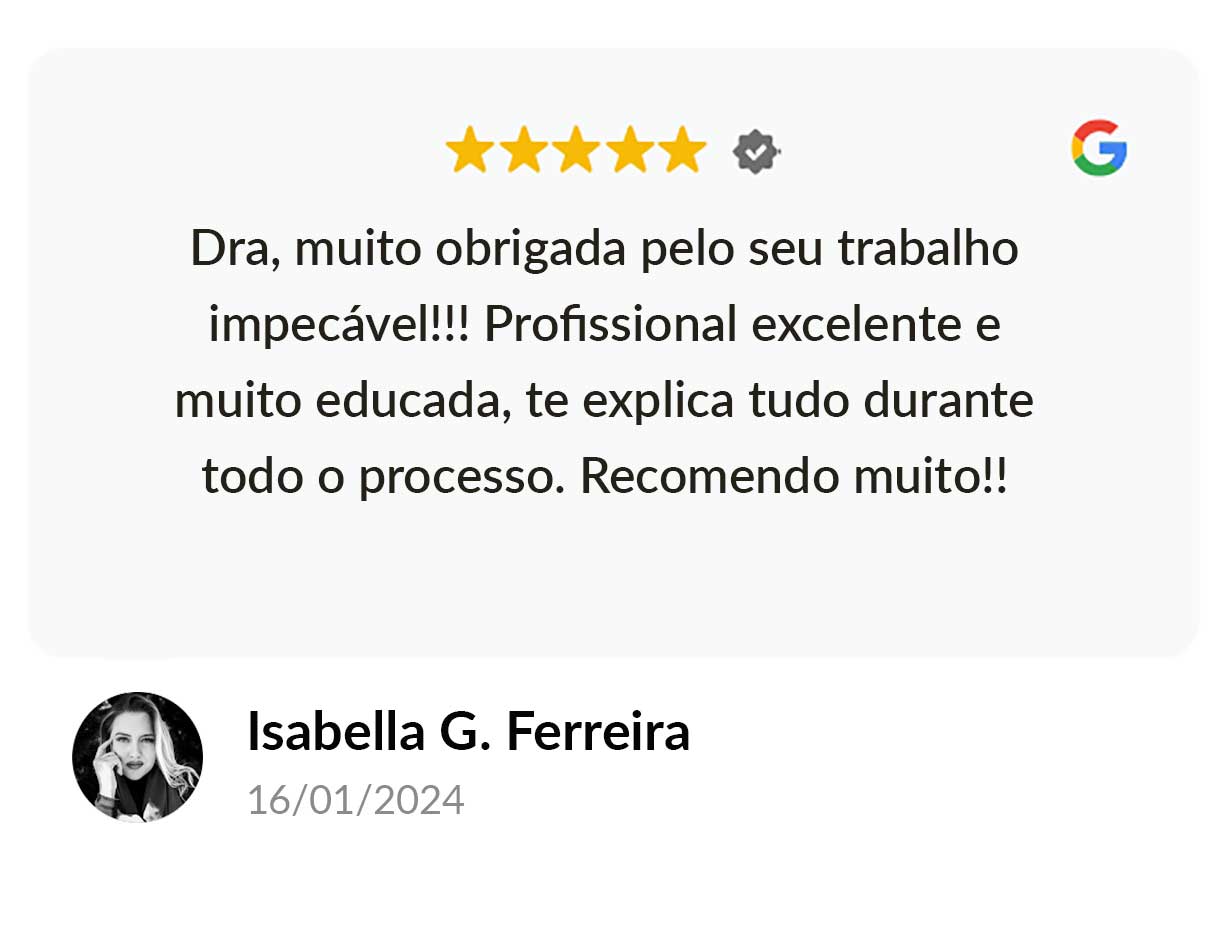 Dra, muito obrigada pelo seu trabalho
impecável!!! Profissional excelente e
muito educada, te explica tudo durante
todo o processo. Recomendo muito!!
Isabella G. Ferreira
16/01/2024